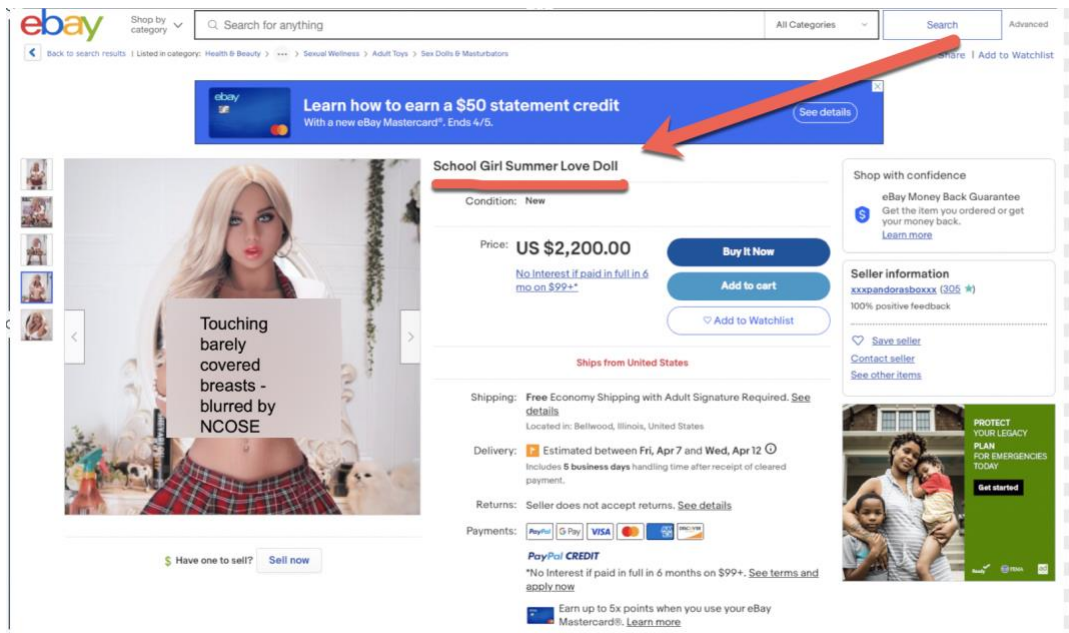 ebay
Shop by category
Search for anything
All Categories
Search
Advanced
Back to search results | Listed in category: Health & Beauty > ... > Sexual Wellness > Adult Toys > Sex Dolls & Masturbators
Share | Add to Watchlist
ebay
Learn how to earn a $50 statement credit
With a new eBay Mastercard®. Ends 4/5.
See details
School Girl Summer Love Doll
Condition: New
Price: US $2,200.00
No Interest if paid in full in 6
mo on $99+*
Buy It Now
Add to cart
Add to Watchlist
Ships from United States
Shipping: Free Economy Shipping with Adult Signature Required. See
details
Located in: Bellwood, Illinois, United States
Delivery: Estimated between Fri, Apr 7 and Wed, Apr 12
Includes 5 business days handling time after receipt of cleared
payment.
Returns: Seller does not accept returns. See details
Payments: PayPal G Pay VISA
PayPal CREDIT
*No Interest if paid in full in 6 months on $99+. See terms and
apply now
Earn up to 5x points when you use your eBay
Mastercard®. Learn more
Touching
barely
covered
breasts -
blurred by
NCOSE
$ Have one to sell? Sell now
Shop with confidence
eBay Money Back Guarantee
Get the item you ordered or get
your money back.
Learn more
Seller information
xxxpandorasboxxx (305)
100% positive feedback
Save seller
Contact seller
See other items
PROTECT
YOUR LEGACY
PLAN
FOR EMERGENCIES
TODAY
Get started
Ready
FEMA
ad